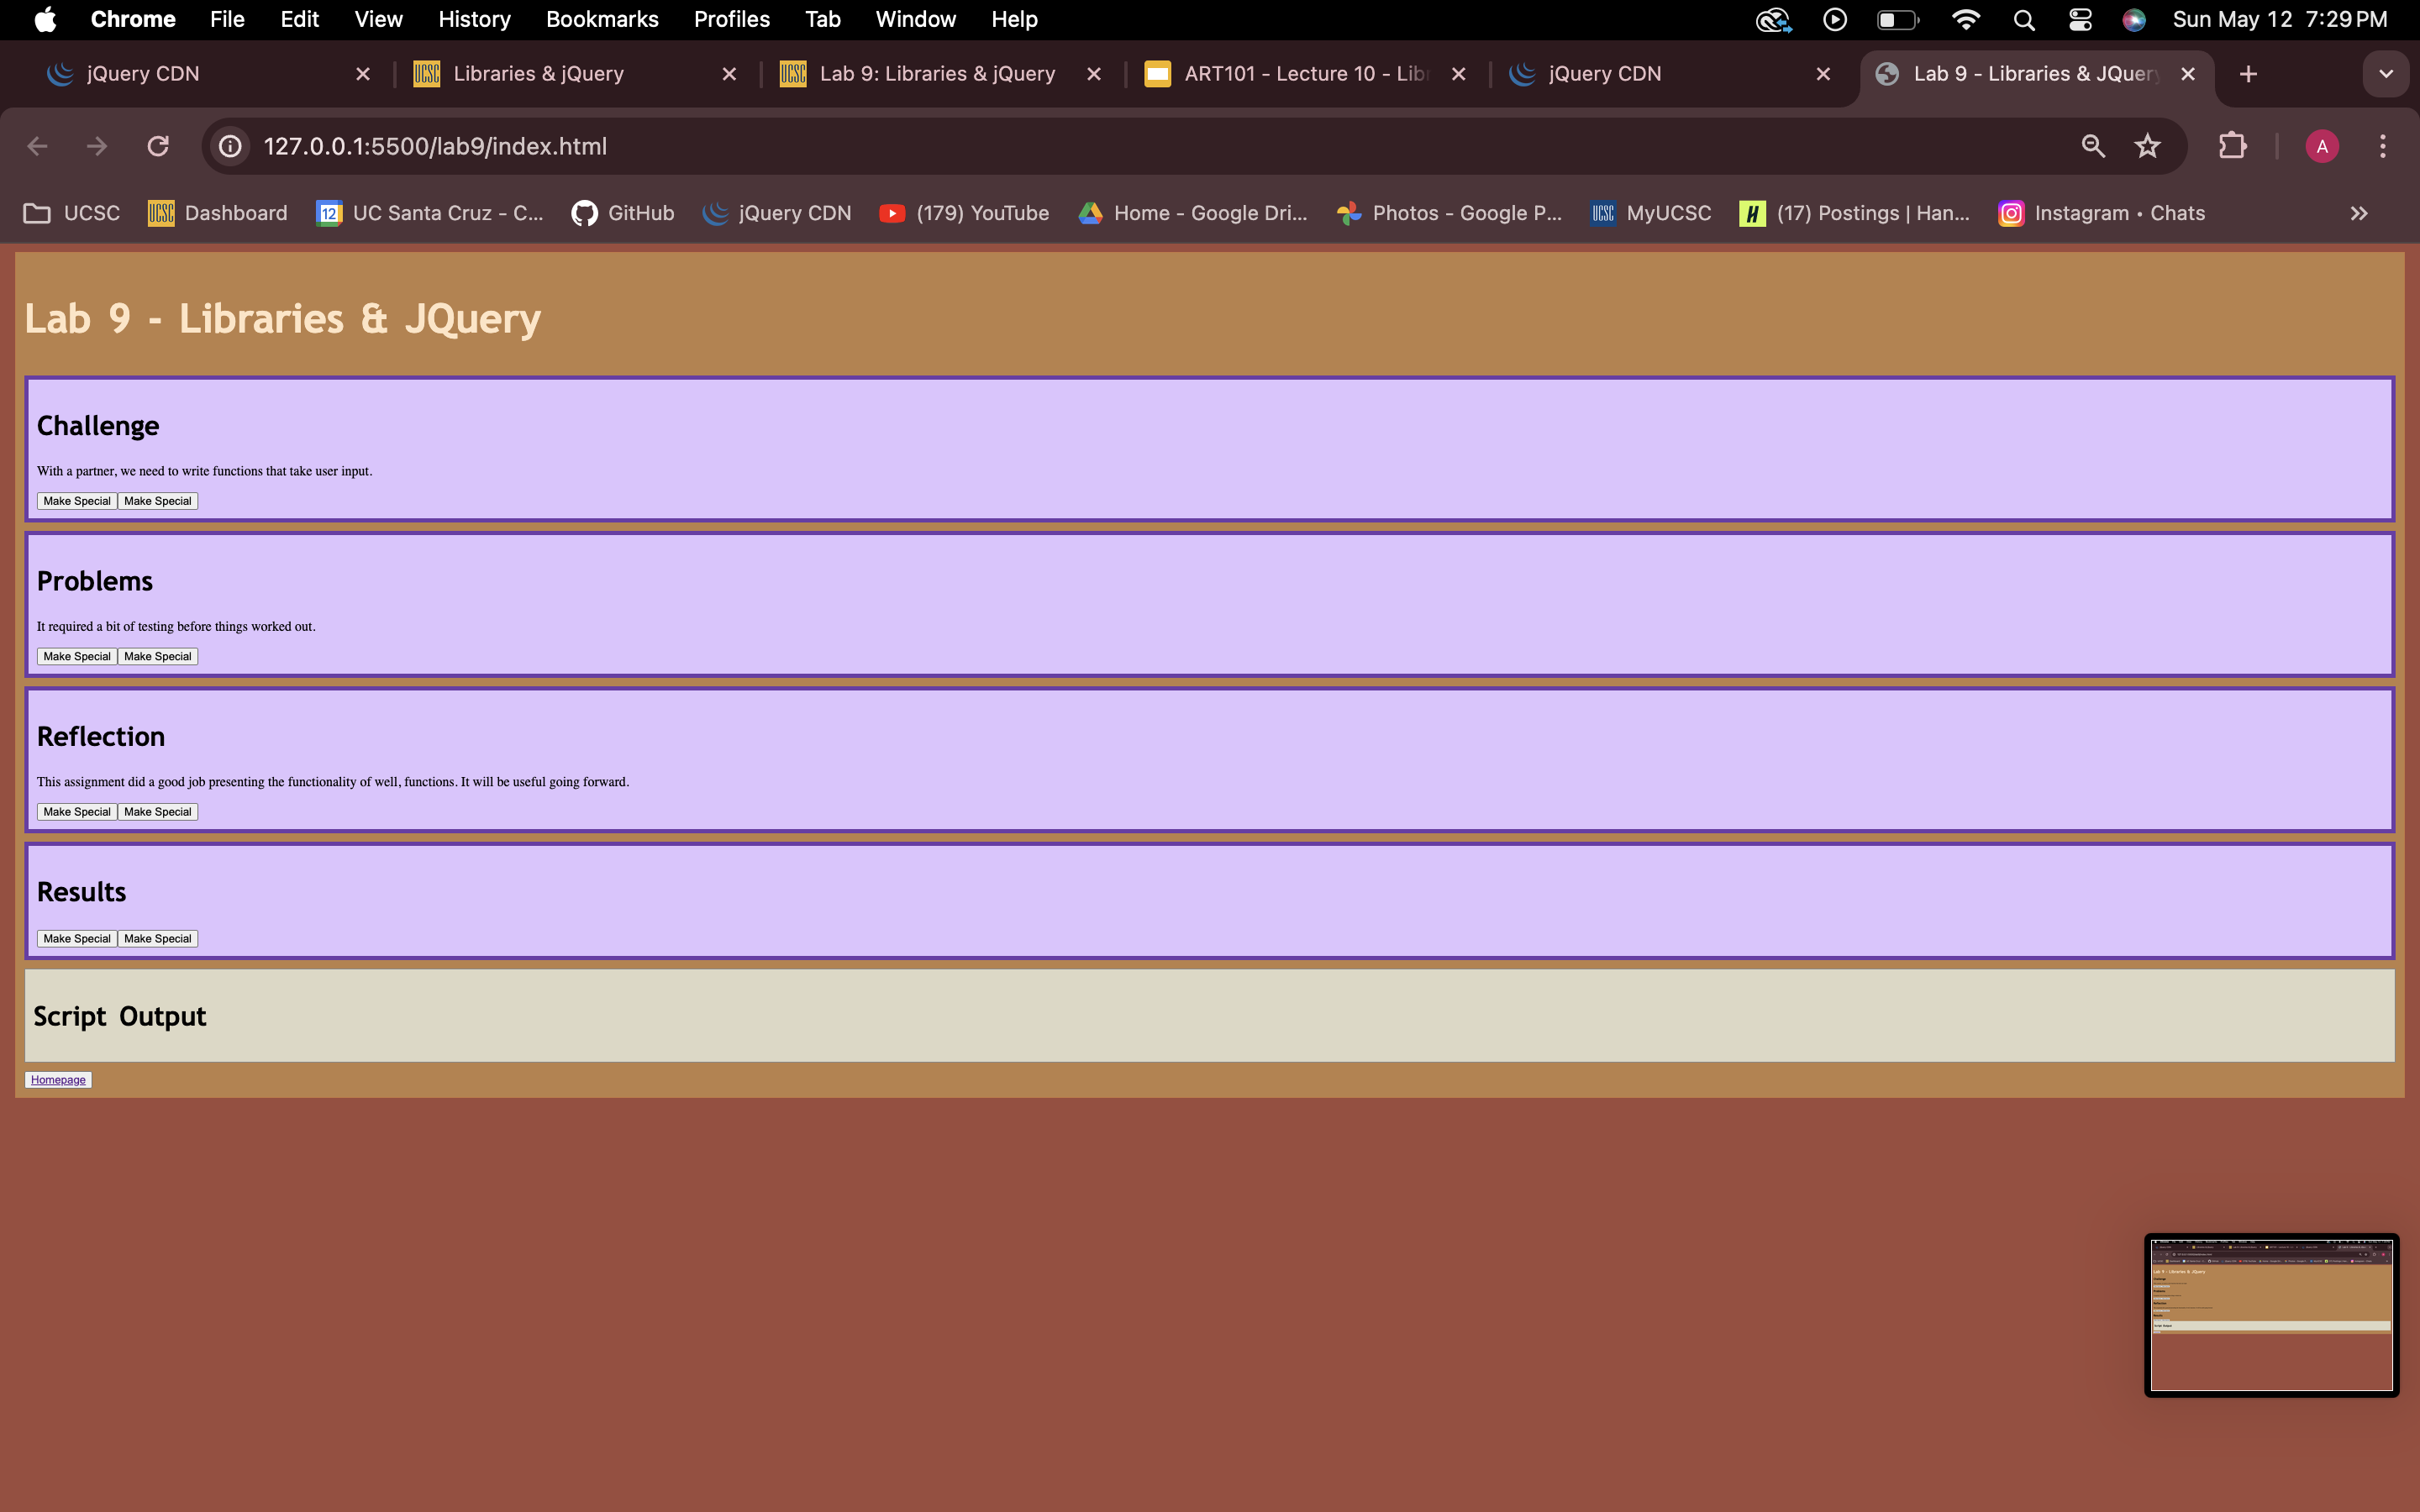 Chrome File Edit View History Bookmarks Profiles Tab Window Help Sun May 12 7:29 PM
jQuery CDN UCSC Libraries & jQuery UCSC Lab 9: Libraries & jQuery ART101 - Lecture 10 - Libr jQuery CDN Lab 9 - Libraries & JQuery
127.0.0.1:5500/lab9/index.html A
UCSC UCSC Dashboard 12 UC Santa Cruz - C... GitHub jQuery CDN (179) YouTube Home - Google Dri... Photos - Google P... UCSC MyUCSC H (17) Postings | Han... Instagram • Chats
Lab 9 - Libraries & JQuery
Challenge
With a partner, we need to write functions that take user input.
Make Special Make Special
Problems
It required a bit of testing before things worked out.
Make Special Make Special
Reflection
This assignment did a good job presenting the functionality of well, functions. It will be useful going forward.
Make Special Make Special
Results
Make Special Make Special
Script Output
Homepage